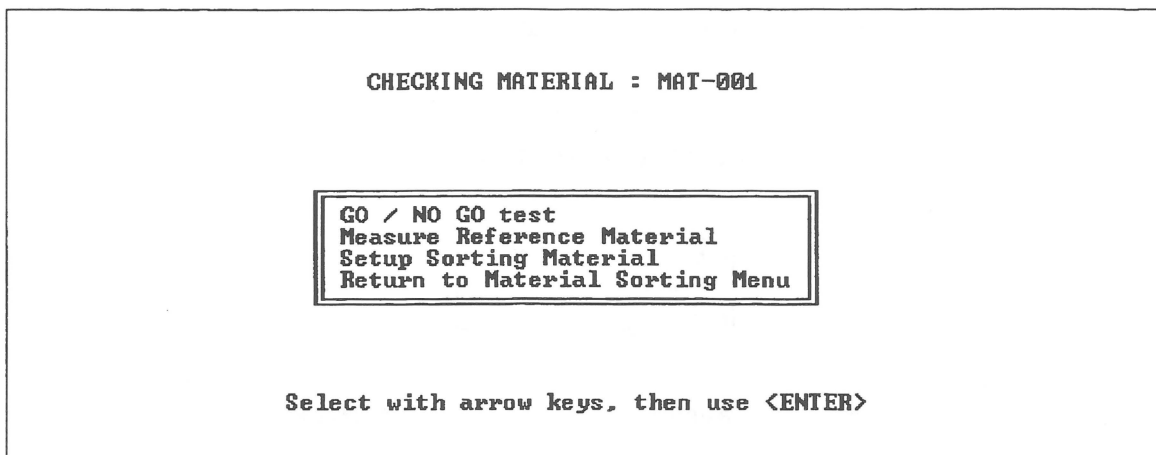 CHECKING MATERIAL : MAT-001
GO / NO GO test
Measure Reference Material
Setup Sorting Material
Return to Material Sorting Menu
Select with arrow keys, then use <ENTER>